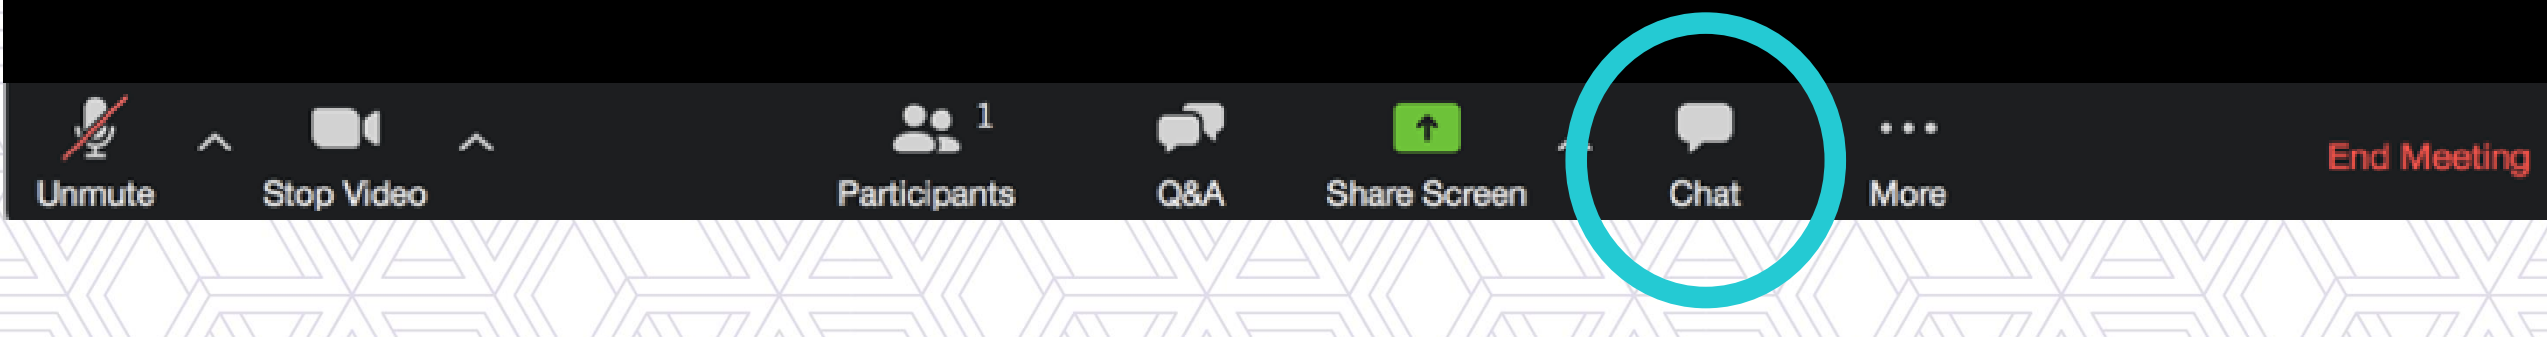 1
Unmute
Stop Video
Participants
Q&A
Share Screen
Chat
More
End Meeting